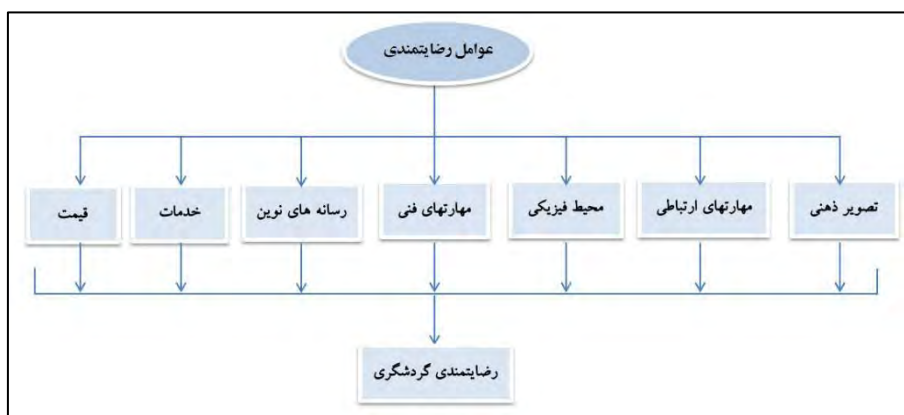 عوامل رضایتمندی
تصویر ذهنی
مهارتهای ارتباطی
محیط فیزیکی
مهارتهای فنی
رسانه های نوین
خدمات
قیمت
رضایتمندی گردشگری